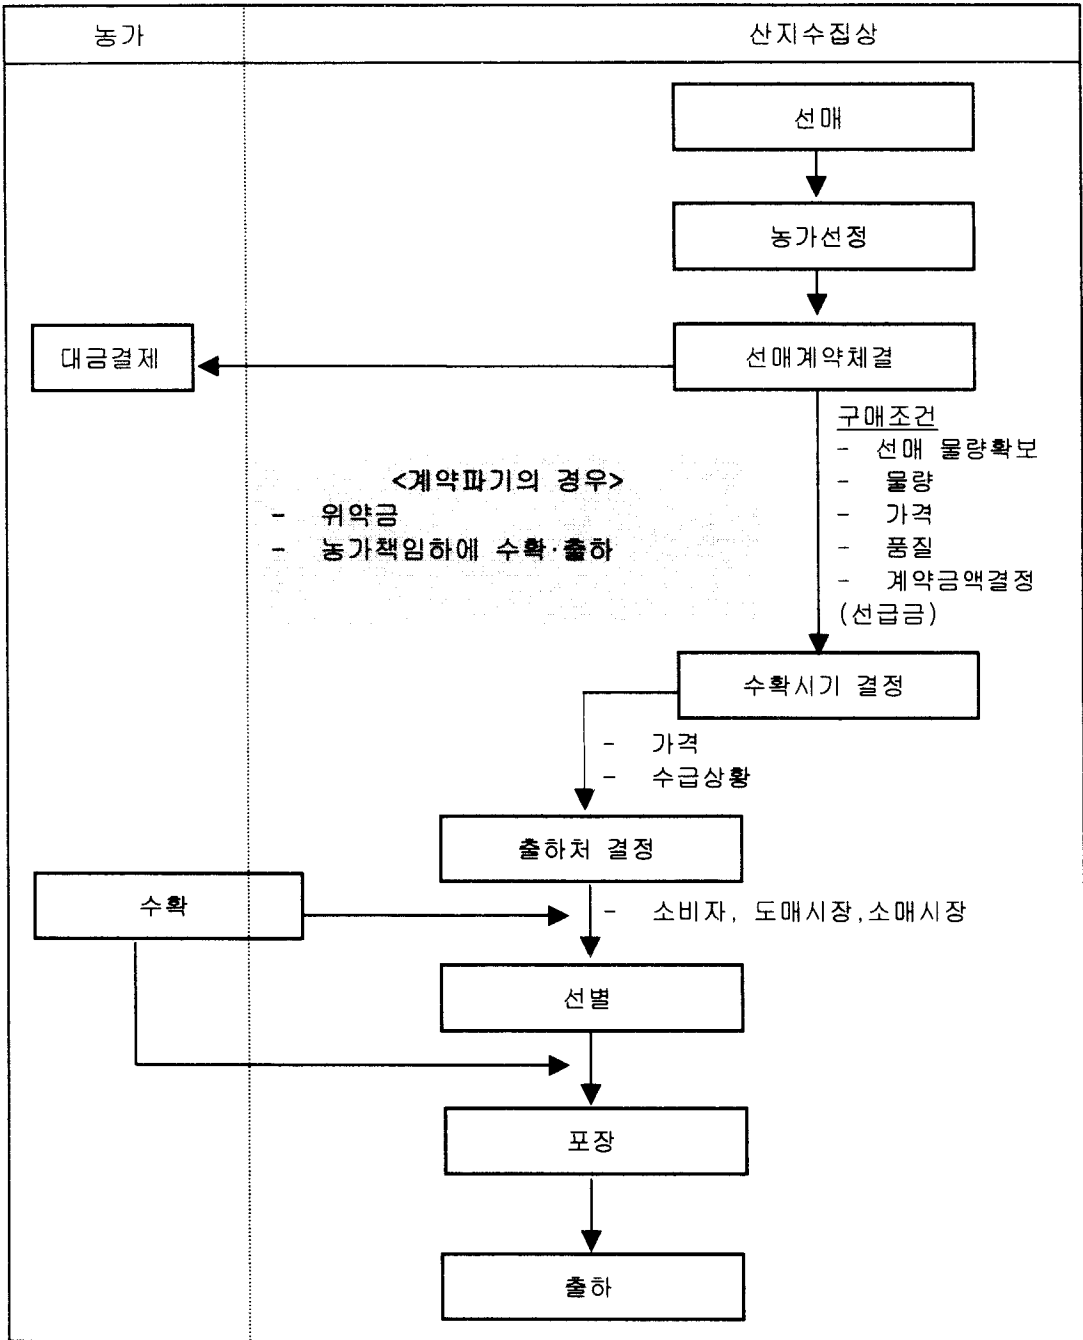 농가
산지수집상
선매
농가선정
대금결제
선매계약체결
구매조건
- 선매 물량확보
- 물량
- 가격
- 품질
- 계약금액결정
(선급금)
<계약파기의 경우>
- 위약금
- 농가책임하에 수확·출하
수확시기 결정
- 가격
- 수급상황
출하처 결정
수확
- 소비자, 도매시장,소매시장
선별
포장
출하